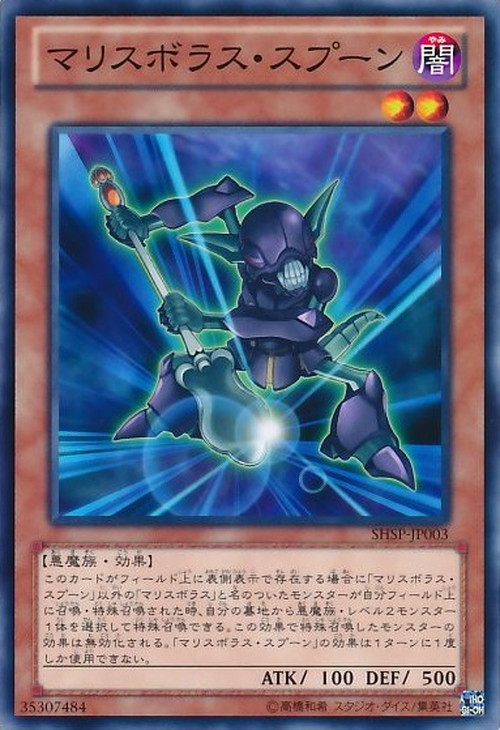 マリスボラス・スプーン
闇
SHSP-JP003
【悪魔族・効果】
このカードがフィールド上に表側表示で存在する場合に「マリスボラス・
スプーン」以外の「マリスボラス」と名のついたモンスターが自分フィールド上
に召喚・特殊召喚された時、自分の墓地から悪魔族・レベル2モンスター
1体を選択して特殊召喚できる。この効果で特殊召喚したモンスターの
効果は無効化される。「マリスボラス・スプーン」の効果は1ターンに1度
しか使用できない。
ATK/ 100 DEF/ 500
35307484
©高橋和希 スタジオ・ダイス/集英社